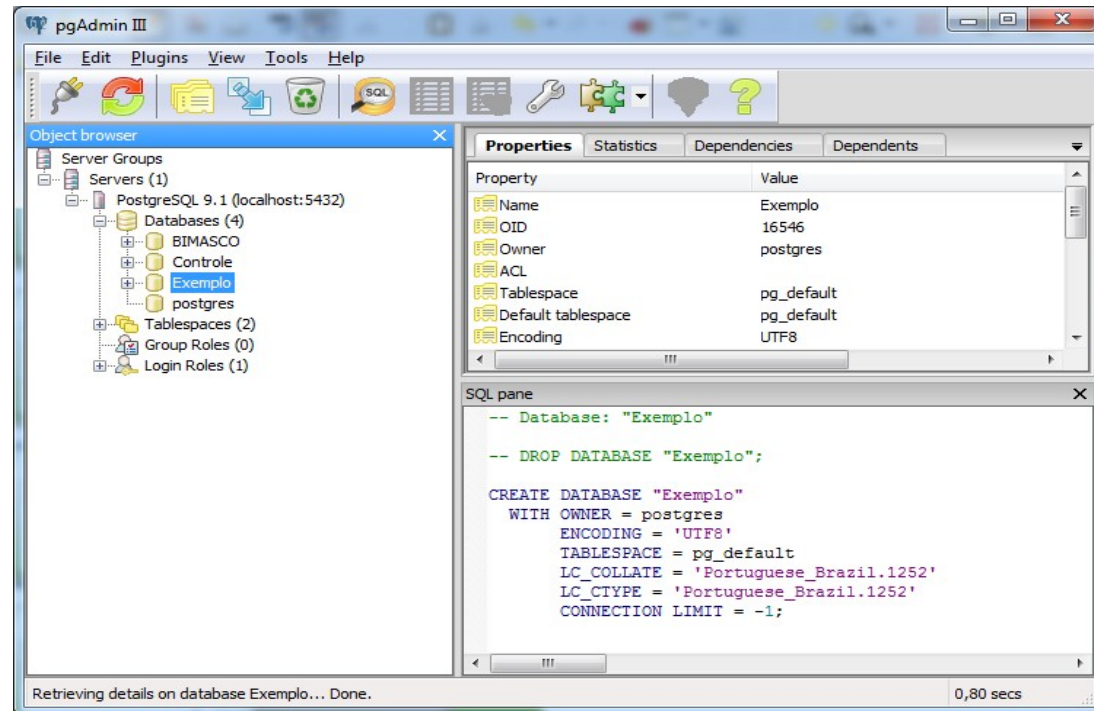 pgAdmin III
File Edit Plugins View Tools Help
SQL
Object browser
Server Groups
Servers (1)
PostgreSQL 9.1 (localhost:5432)
Databases (4)
BIMASCO
Controle
Exemplo
postgres
Tablespaces (2)
Group Roles (0)
Login Roles (1)
Properties Statistics Dependencies Dependents
Property Value
Name Exemplo
OID 16546
Owner postgres
ACL
Tablespace pg_default
Default tablespace pg_default
Encoding UTF8
SQL pane
-- Database: "Exemplo"
-- DROP DATABASE "Exemplo";
CREATE DATABASE "Exemplo"
WITH OWNER = postgres
ENCODING = 'UTF8'
TABLESPACE = pg_default
LC_COLLATE = 'Portuguese_Brazil.1252'
LC_CTYPE = 'Portuguese_Brazil.1252'
CONNECTION LIMIT = -1;
Retrieving details on database Exemplo... Done. 0,80 secs